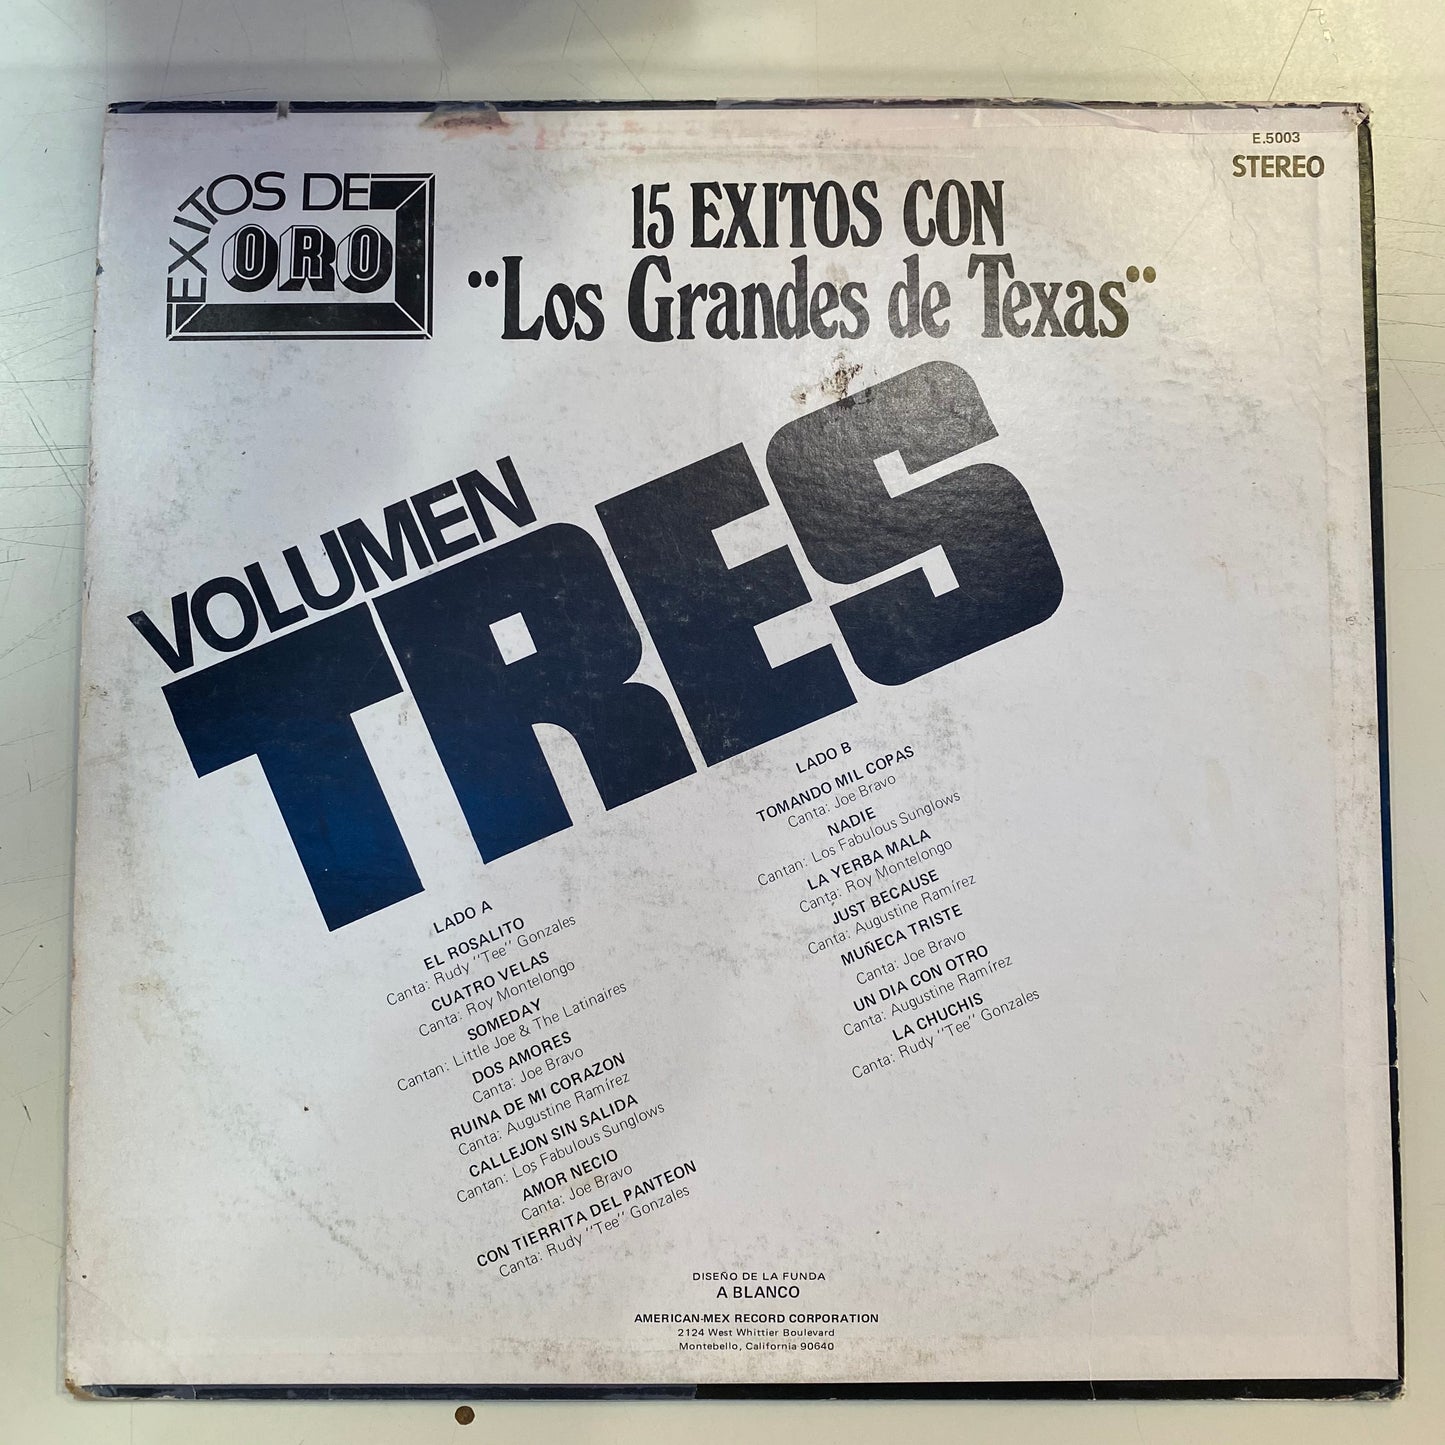 E.5003
STEREO
EXITOS DE
ORO
15 EXITOS CON
"Los Grandes de Texas"
VOLUMEN
TRES
LADO A
EL ROSALITO
Canta: Rudy "Tee" Gonzales
CUATRO VELAS
Canta: Roy Montelongo
SOMEDAY
Cantan: Little Joe & The Latinaires
DOS AMORES
Canta: Joe Bravo
RUINA DE MI CORAZON
Canta: Augustine Ramírez
CALLEJON SIN SALIDA
Cantan: Los Fabulous Sunglows
AMOR NECIO
Canta: Joe Bravo
CON TIERRITA DEL PANTEON
Canta: Rudy "Tee" Gonzales
LADO B
TOMANDO MIL COPAS
Canta: Joe Bravo
NADIE
Cantan: Los Fabulous Sunglows
LA YERBA MALA
Canta: Roy Montelongo
JUST BECAUSE
Canta: Augustine Ramírez
MUÑECA TRISTE
Canta: Joe Bravo
UN DIA CON OTRO
Canta: Augustine Ramírez
LA CHUCHIS
Canta: Rudy "Tee" Gonzales
DISEÑO DE LA FUNDA
A BLANCO
AMERICAN-MEX RECORD CORPORATION
2124 West Whittier Boulevard
Montebello, California 90640